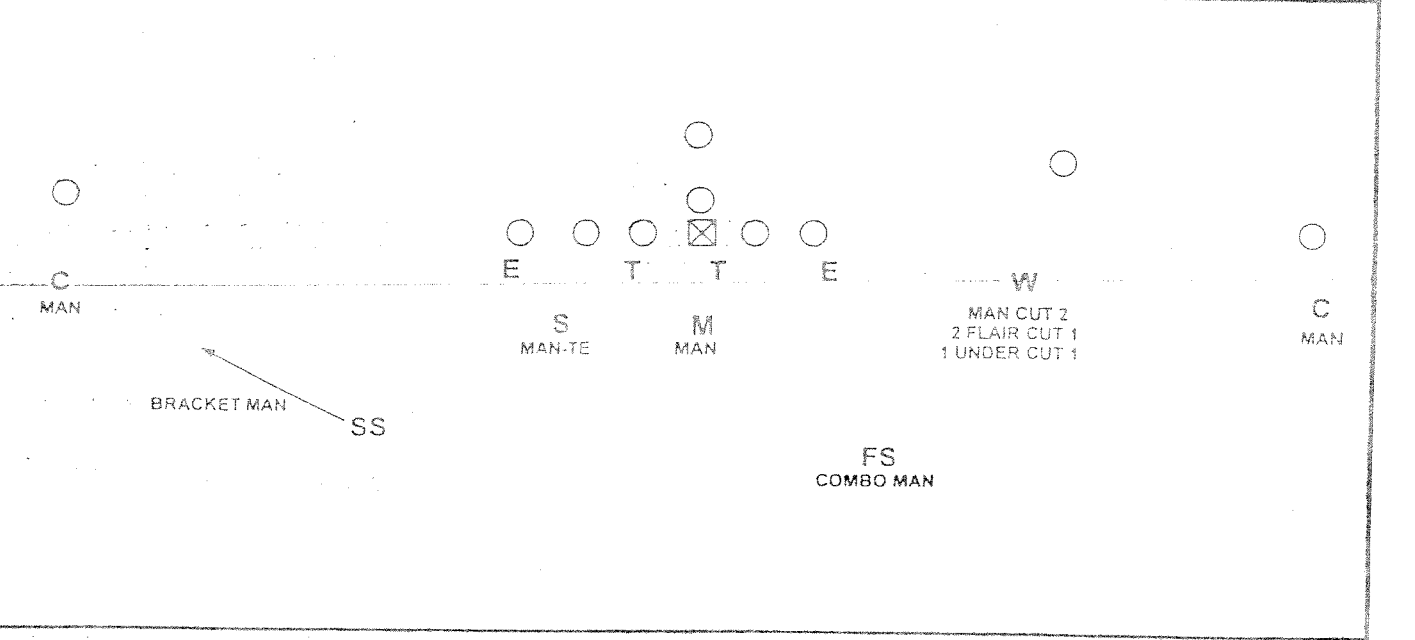 E T T E
C W
MAN
MAN CUT 2
C
S M
2 FLAIR CUT 1
MAN
MAN-TE MAN
1 UNDER CUT 1
BRACKET MAN
SS
FS
COMBO MAN